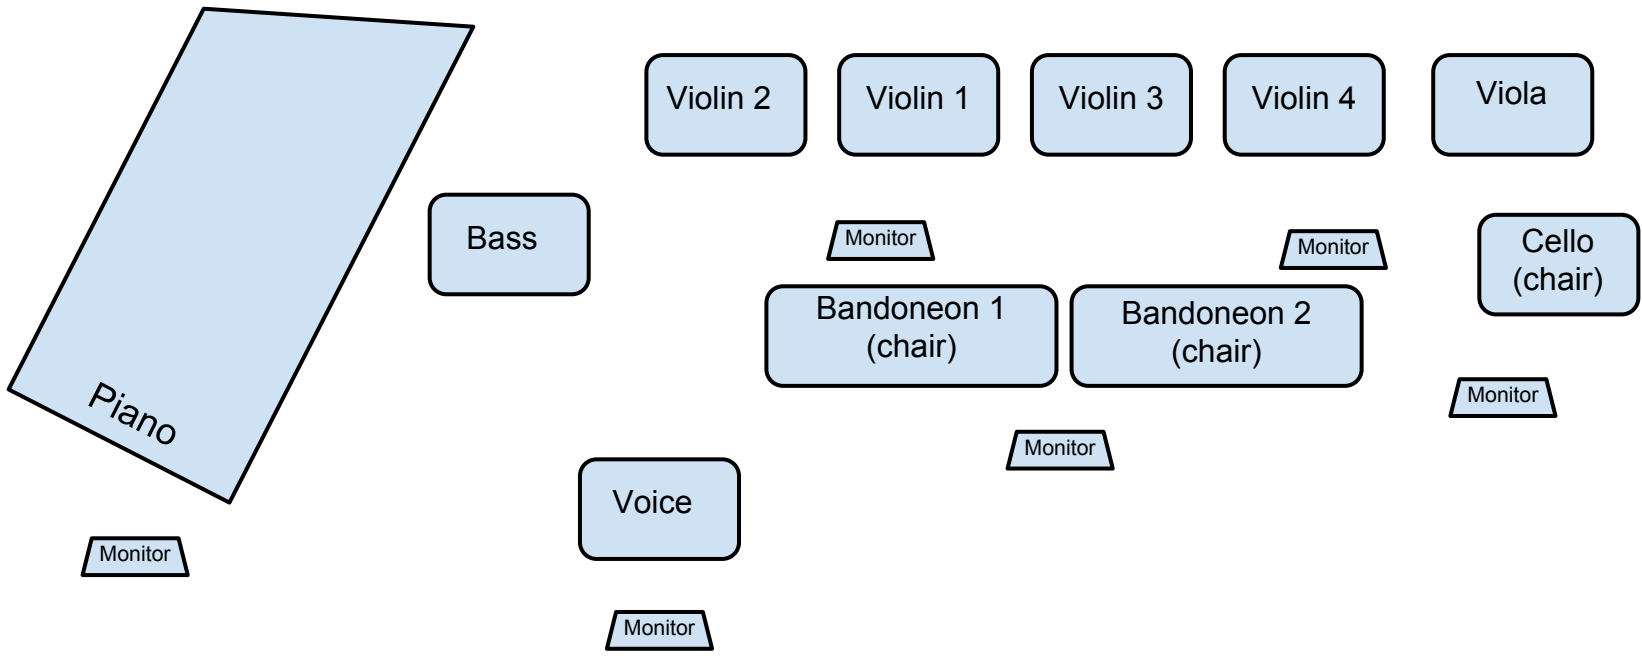 Violin 2
Violin 1
Violin 3
Violin 4
Viola
Bass
Monitor
Monitor
Cello
(chair)
Bandoneon 1
(chair)
Bandoneon 2
(chair)
Piano
Monitor
Monitor
Voice
Monitor
Monitor